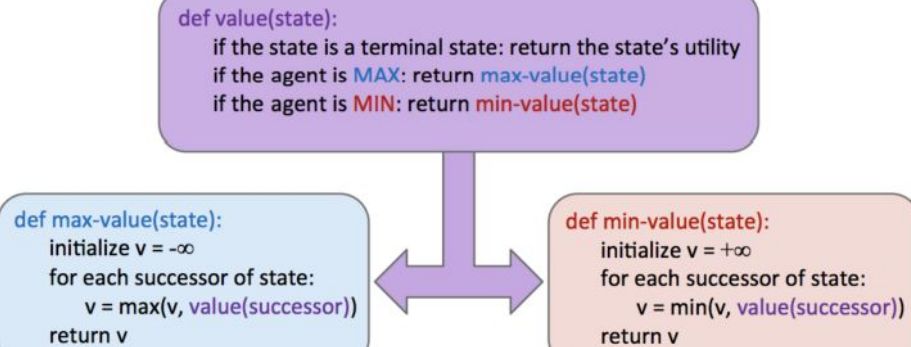 def value(state):
if the state is a terminal state: return the state’s utility
if the agent is MAX: return max-value(state)
if the agent is MIN: return min-value(state)
def max-value(state):
initialize v = -∞
for each successor of state:
v = max(v, value(successor))
return v
def min-value(state):
initialize v = +∞
for each successor of state:
v = min(v, value(successor))
return v